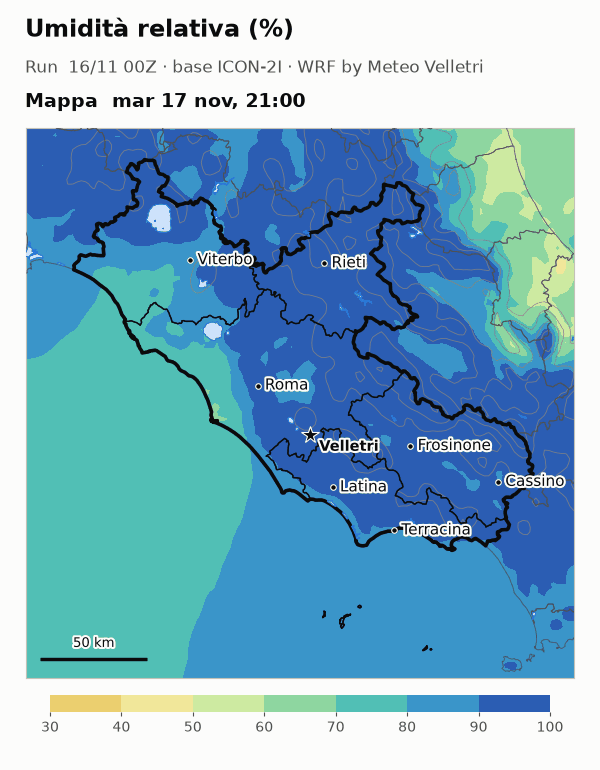 Umidità relativa (%)
Run  16/11 00Z · base ICON-2I · WRF by Meteo Velletri
Mappa  mar 17 nov, 21:00
Viterbo
Rieti
Roma
Velletri
Frosinone
Cassino
Latina
Terracina
50 km
30 40 50 60 70 80 90 100